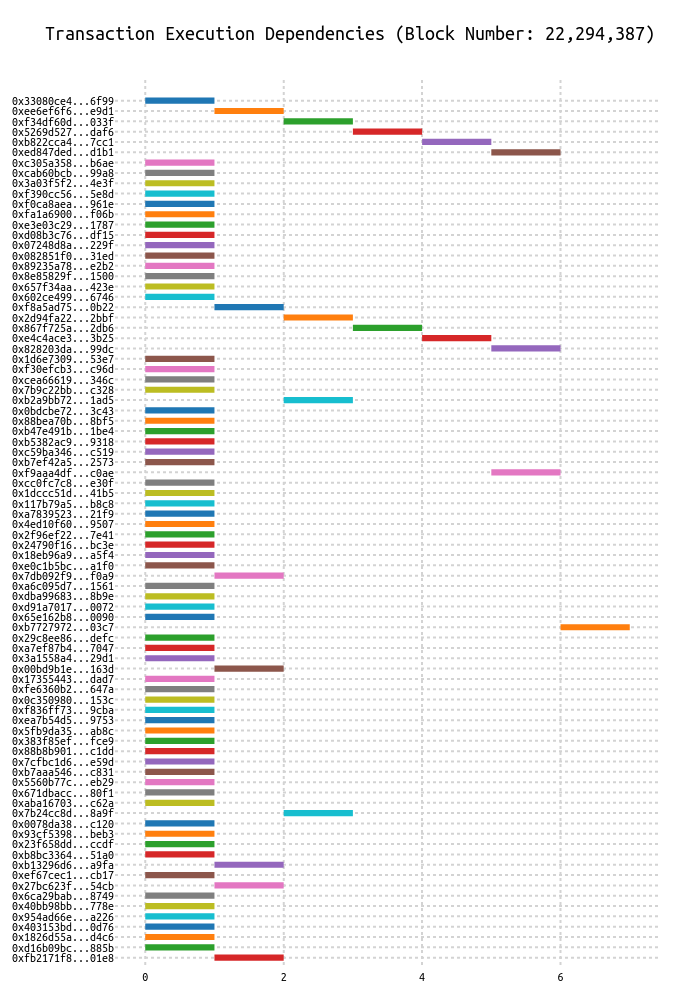 Transaction Execution Dependencies (Block Number: 22,294,387)
0x33080ce4...6f99
0xee6ef6f6...e9d1
0xf34df60d...033f
0x5269d527...daf6
0xb822cca4...7cc1
0xed847ded...d1b1
0xc305a358...b6ae
0xcab60bcb...99a8
0x3a03f5f2...4e3f
0xf390cc56...5e8d
0xf0ca8aea...961e
0xfa1a6900...f06b
0xe3e03c29...1787
0xd08b3c76...df15
0x07248d8a...229f
0x082851f0...31ed
0x89235a78...e2b2
0x8e85829f...1500
0x657f34aa...423e
0x602ce499...6746
0xf8a5ad75...0b22
0x2d94fa22...2bbf
0x867f725a...2db6
0xe4c4ace3...3b25
0x828203da...99dc
0x1d6e7309...53e7
0xf30efcb3...c96d
0xcea66619...346c
0x7b9c22bb...c328
0xb2a9bb72...1ad5
0x0bdcbe72...3c43
0x88bea70b...8bf5
0xb47e491b...1be4
0xb5382ac9...9318
0xc59ba346...c519
0xb7ef42a5...2573
0xf9aaa4df...c0ae
0xcc0fc7c8...e30f
0x1dccc51d...41b5
0x117b79a5...b8c8
0xa7839523...21f9
0x4ed10f60...9507
0x2f96ef22...7e41
0x24790f16...bc3e
0x18eb96a9...a5f4
0xe0c1b5bc...a1f0
0x7db092f9...f0a9
0xa6c095d7...1561
0xdba99683...8b9e
0xd91a7017...0072
0x65e162b8...0090
0xb7727972...03c7
0x29c8ee86...defc
0xa7ef87b4...7047
0x3a1558a4...29d1
0x00bd9b1e...163d
0x17355443...dad7
0xfe6360b2...647a
0x0c350980...153c
0xf836ff73...9cba
0xea7b54d5...9753
0x5fb9da35...ab8c
0x383f85ef...fce9
0x88b8b901...c1dd
0x7cfbc1d6...e59d
0xb7aaa546...c831
0x5560b77c...eb29
0x671dbacc...80f1
0xaba16703...c62a
0x7b24cc8d...8a9f
0x0078da38...c120
0x93cf5398...beb3
0x23f658dd...ccdf
0xb8bc3364...51a0
0xb13296d6...a9fa
0xef67cec1...cb17
0x27bc623f...54cb
0x6ca29bab...8749
0x40bb98bb...778e
0x954ad66e...a226
0x403153bd...0d76
0x1826d55a...d4c6
0xd16b09bc...885b
0xfb2171f8...01e8
0 2 4 6